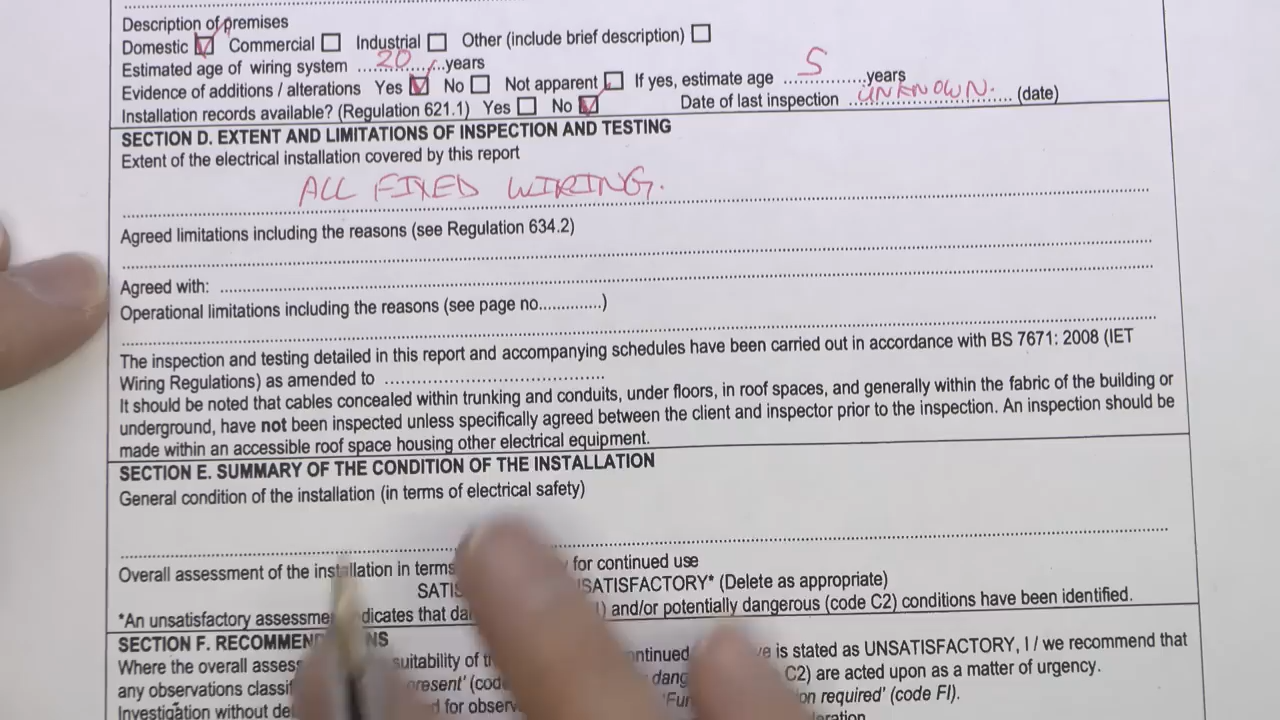 Description of premises
Domestic Commercial Industrial Other (include brief description)
Estimated age of wiring system ......20......years
Evidence of additions / alterations Yes No Not apparent If yes, estimate age ....5..........years
Installation records available? (Regulation 621.1) Yes No Date of last inspection ...UNKNOWN....(date)
SECTION D. EXTENT AND LIMITATIONS OF INSPECTION AND TESTING
Extent of the electrical installation covered by this report
ALL FIXED WIRING.
Agreed limitations including the reasons (see Regulation 634.2)
Agreed with:
Operational limitations including the reasons (see page no.............)
The inspection and testing detailed in this report and accompanying schedules have been carried out in accordance with BS 7671: 2008 (IET
Wiring Regulations) as amended to
It should be noted that cables concealed within trunking and conduits, under floors, in roof spaces, and generally within the fabric of the building or
underground, have not been inspected unless specifically agreed between the client and inspector prior to the inspection. An inspection should be
made within an accessible roof space housing other electrical equipment.
SECTION E. SUMMARY OF THE CONDITION OF THE INSTALLATION
General condition of the installation (in terms of electrical safety)
Overall assessment of the installation in terms for continued use
(Delete as appropriate)
*An unsatisfactory that and/or potentially dangerous (code C2) conditions have been identified.
SECTION F.
Where the overall suitability of is stated as UNSATISFACTORY, I / we recommend that
any observations C2) are acted upon as a matter of urgency.
Investigation without for required' (code FI).